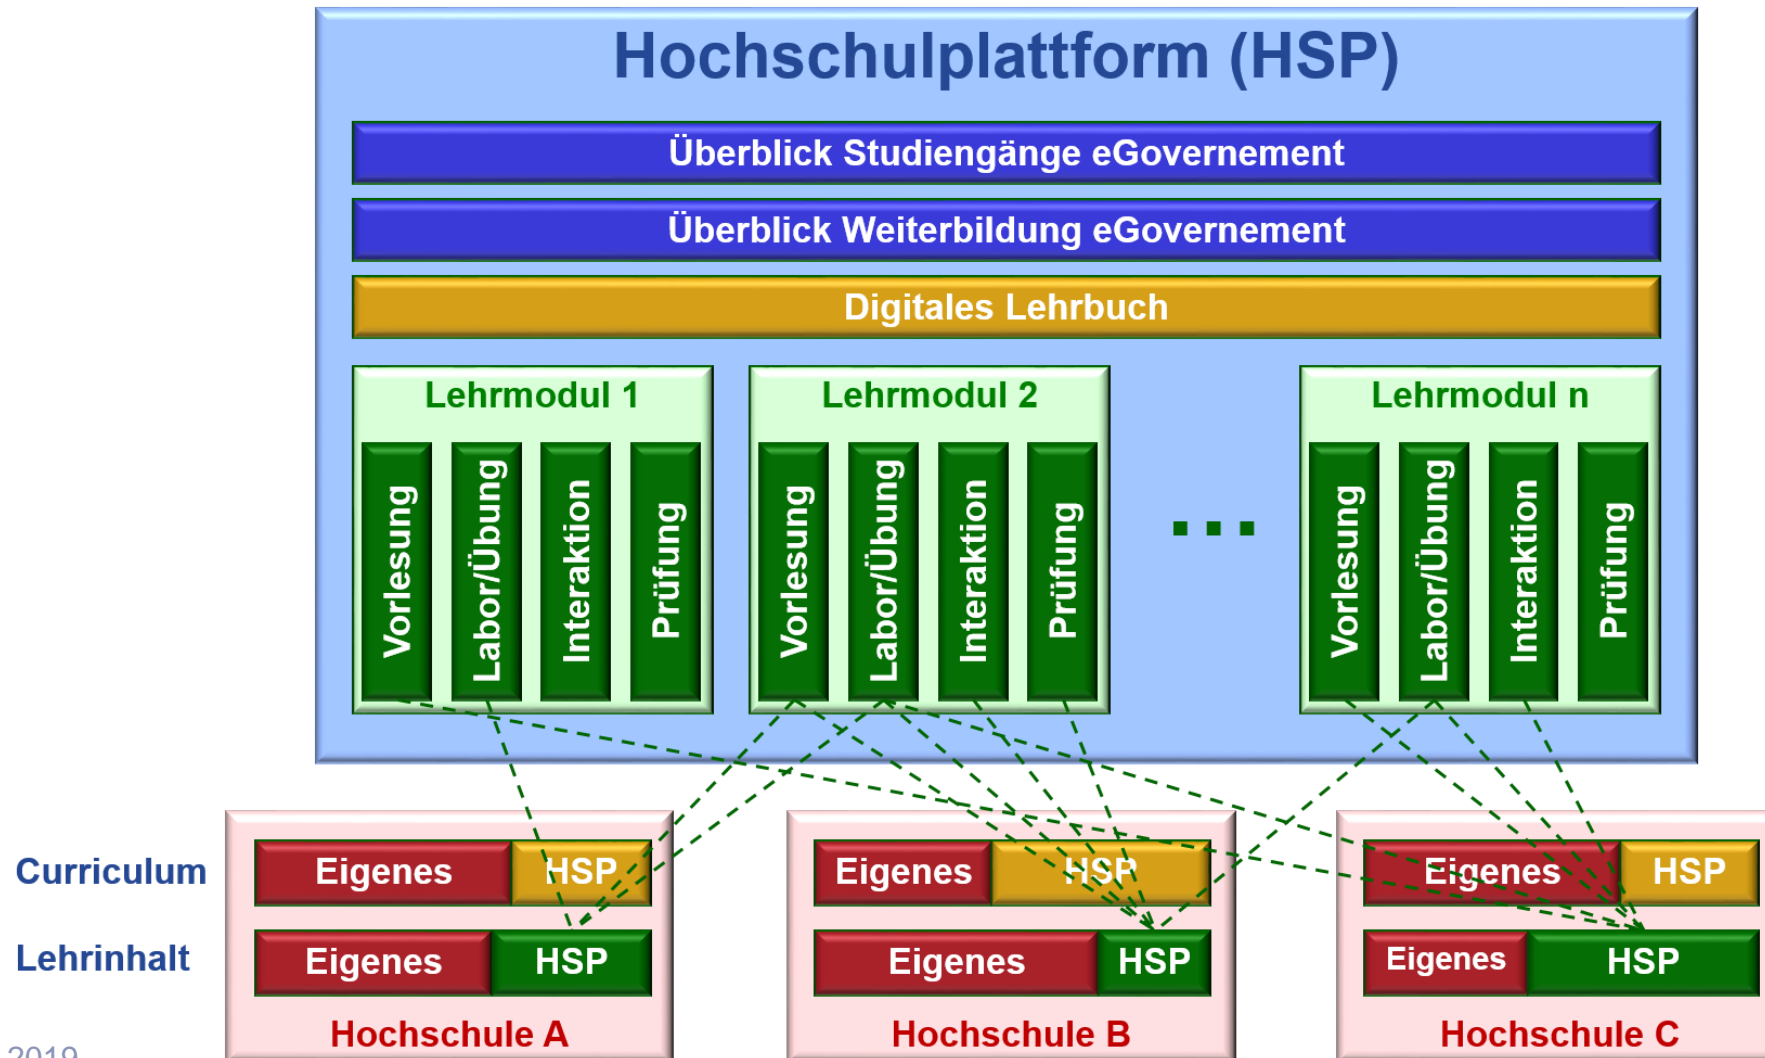 Hochschulplattform (HSP)
Überblick Studiengänge eGovernement
Überblick Weiterbildung eGovernement
Digitales Lehrbuch
Lehrmodul 1
Vorlesung
Labor/Übung
Interaktion
Prüfung
Lehrmodul 2
Vorlesung
Labor/Übung
Interaktion
Prüfung
...
Lehrmodul n
Vorlesung
Labor/Übung
Interaktion
Prüfung
Curriculum
Eigenes
HSP
Eigenes
HSP
Eigenes
HSP
Lehrinhalt
Eigenes
HSP
Eigenes
HSP
Eigenes
HSP
Hochschule A
Hochschule B
Hochschule C
2019